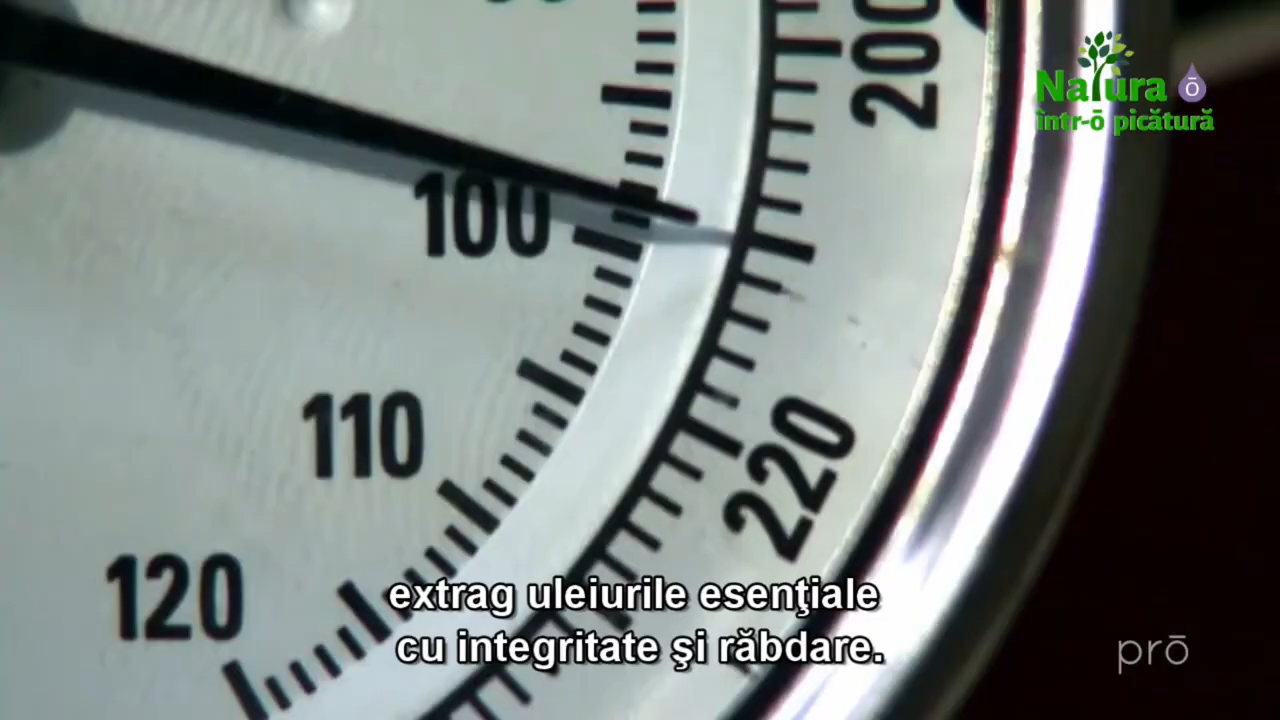 200
Natura ō
într-ō picătură
100
110
220
120
extrag uleiurile esenţiale
cu integritate şi răbdare.
prō